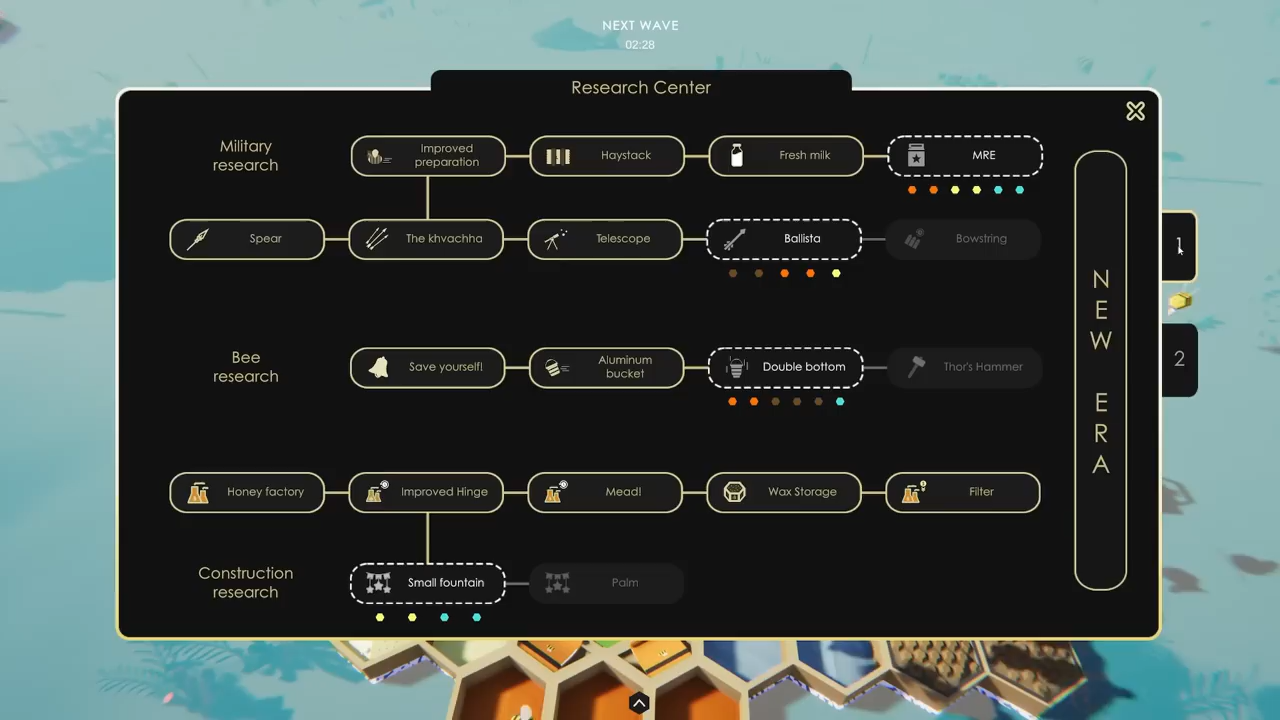 NEXT WAVE
02:28
Research Center
Military
research
Improved
preparation
Haystack
Fresh milk
MRE
Spear
The khvachha
Telescope
Ballista
Bowstring
1
Bee
research
Save yourself!
Aluminum
bucket
Double bottom
Thor's Hammer
2
NEW ERA
Honey factory
Improved Hinge
Mead!
Wax Storage
Filter
Construction
research
Small fountain
Palm